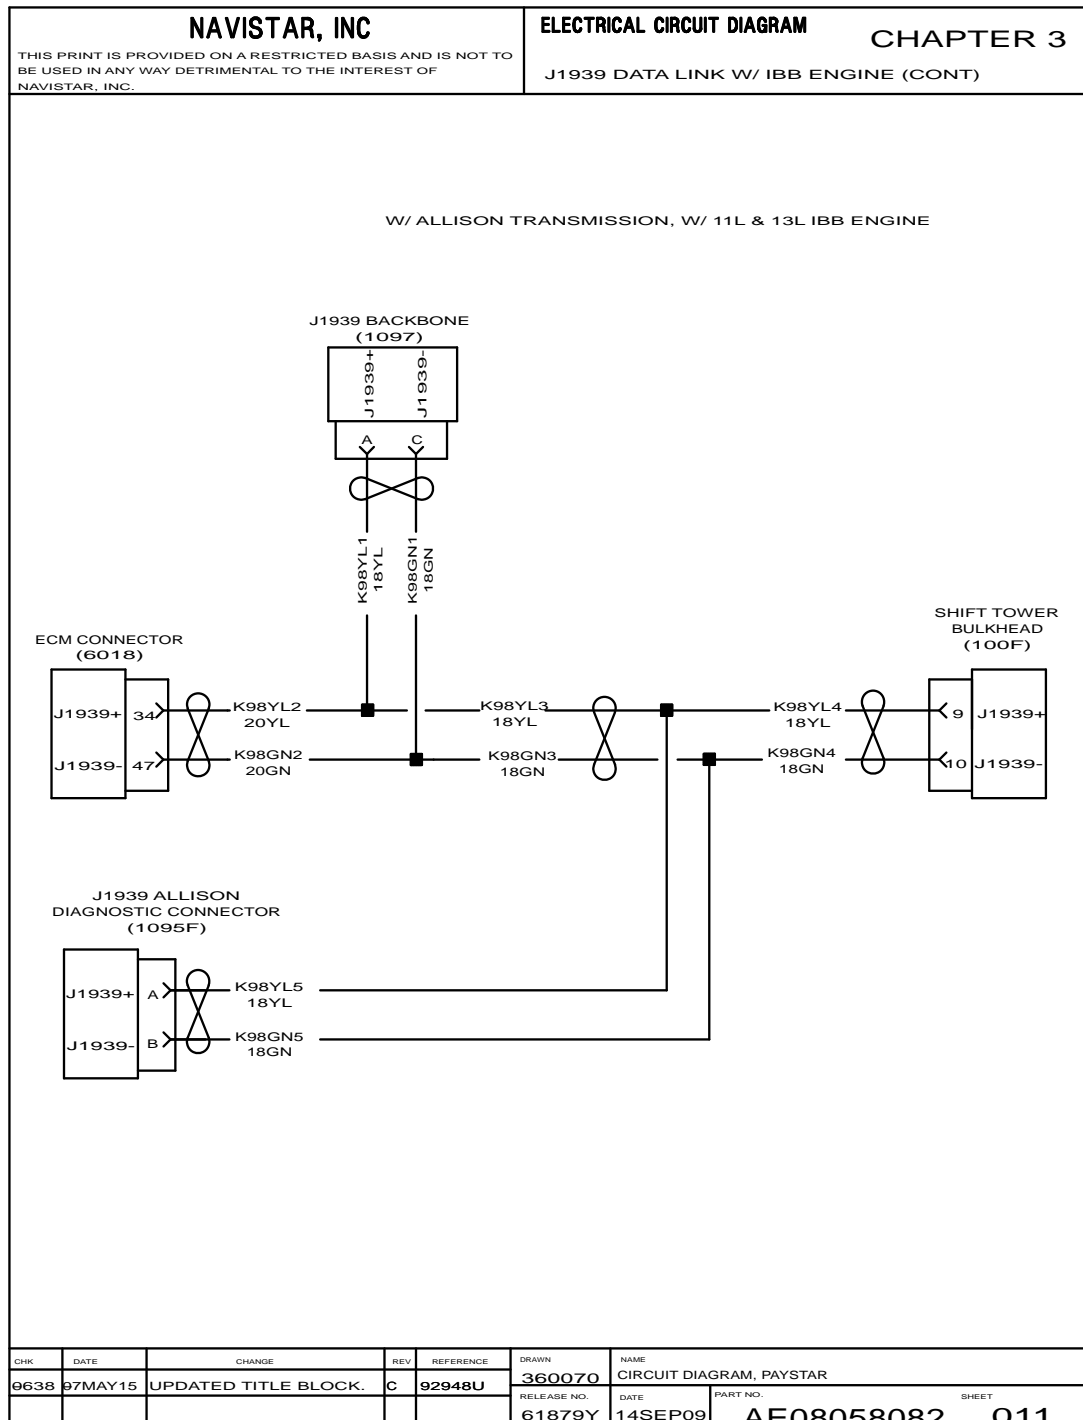 NAVISTAR, INC
THIS PRINT IS PROVIDED ON A RESTRICTED BASIS AND IS NOT TO
BE USED IN ANY WAY DETRIMENTAL TO THE INTEREST OF
NAVISTAR, INC.
ELECTRICAL CIRCUIT DIAGRAM
CHAPTER 3
J1939 DATA LINK W/ IBB ENGINE (CONT)
W/ ALLISON TRANSMISSION, W/ 11L & 13L IBB ENGINE
J1939 BACKBONE
(1097)
J1939+
J1939-
A
C
K98YL1
18YL
K98GN1
18GN
ECM CONNECTOR
(6018)
J1939+
34
J1939-
47
K98YL2
20YL
K98GN2
20GN
K98YL3
18YL
K98GN3
18GN
K98YL4
18YL
K98GN4
18GN
SHIFT TOWER
BULKHEAD
(100F)
9
J1939+
10
J1939-
J1939 ALLISON
DIAGNOSTIC CONNECTOR
(1095F)
J1939+
A
J1939-
B
K98YL5
18YL
K98GN5
18GN
CHK DATE CHANGE REV REFERENCE
9638 07MAY15 UPDATED TITLE BLOCK. C 92948U
DRAWN
360070
NAME
CIRCUIT DIAGRAM, PAYSTAR
RELEASE NO.
61879Y
DATE
14SEP09
PART NO.
AE08058082
SHEET
011